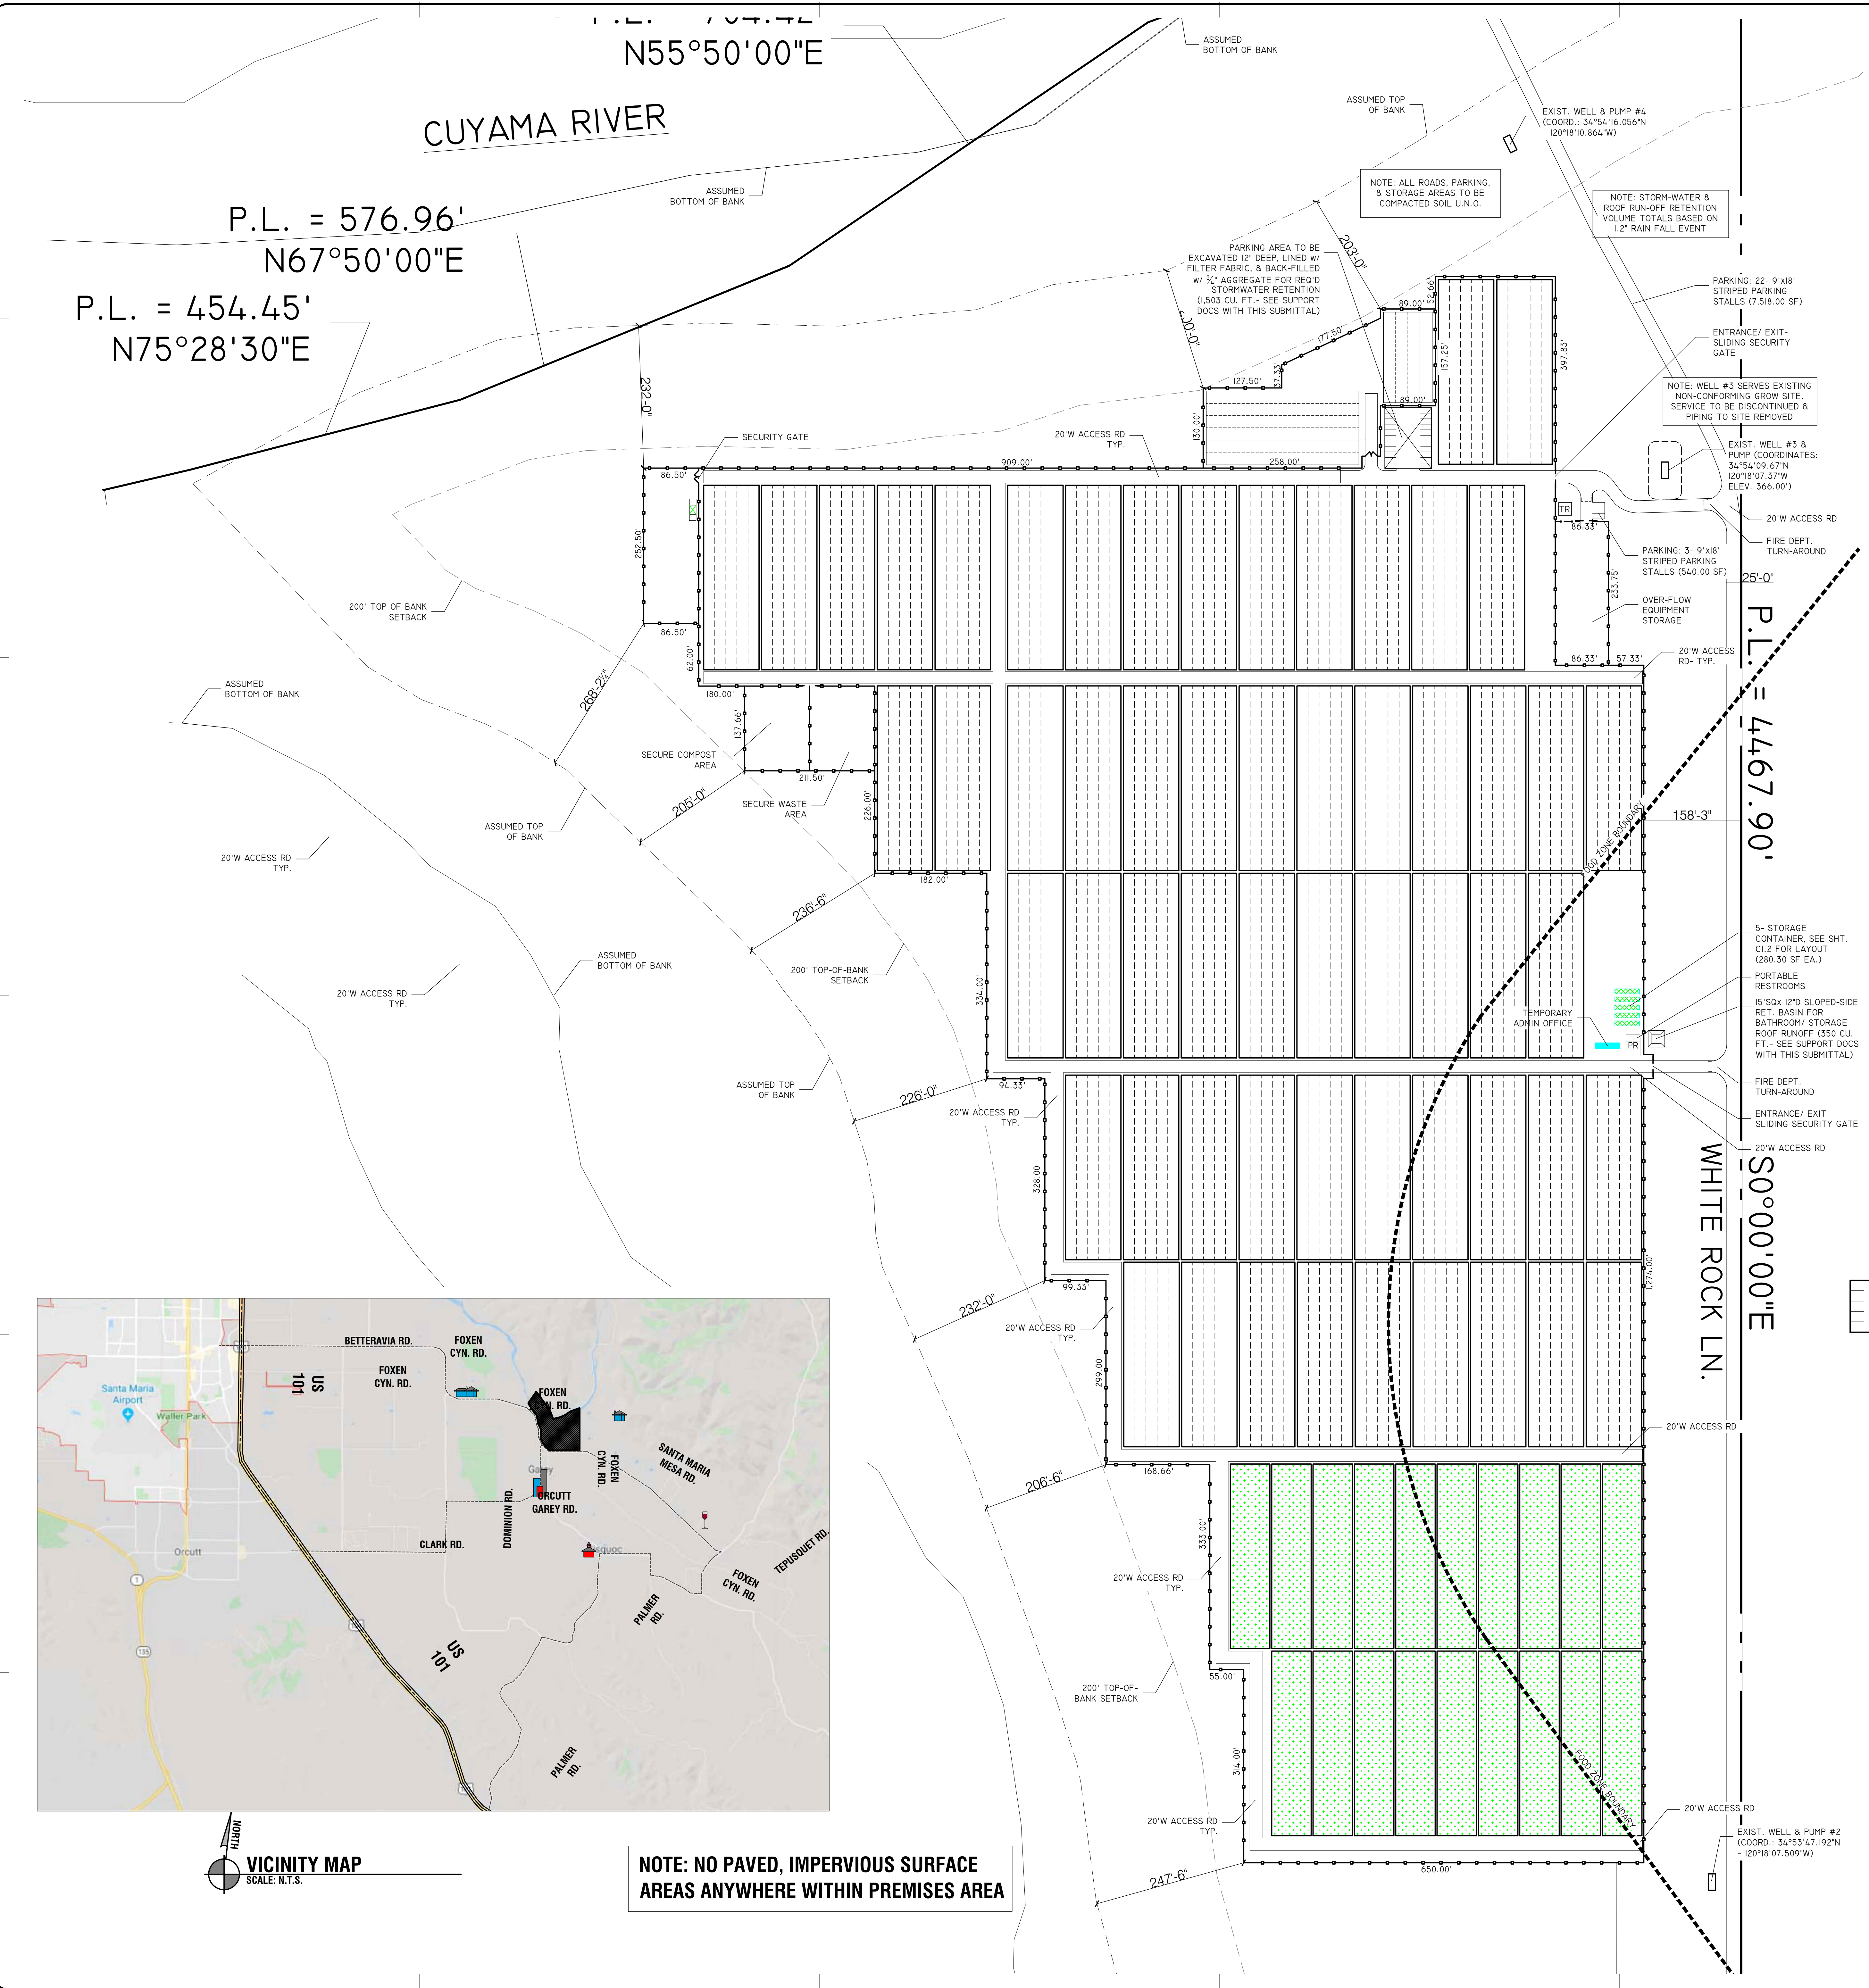 N55°50'00"E
CUYAMA RIVER
P.L. = 576.96'
N67°50'00"E
P.L. = 454.45'
N75°28'30"E
ASSUMED
BOTTOM OF BANK
ASSUMED
BOTTOM OF BANK
ASSUMED TOP
OF BANK
EXIST. WELL & PUMP #4
(COORD.: 34°54'16.056"N
- 120°18'10.864"W)
NOTE: ALL ROADS, PARKING,
& STORAGE AREAS TO BE
COMPACTED SOIL U.N.O.
NOTE: STORM-WATER &
ROOF RUN-OFF RETENTION
VOLUME TOTALS BASED ON
1.2" RAIN FALL EVENT
PARKING AREA TO BE
EXCAVATED 12" DEEP, LINED W/
FILTER FABRIC, & BACK-FILLED
W/ ¾" AGGREGATE FOR REQ'D
STORMWATER RETENTION
(1,503 CU. FT.- SEE SUPPORT
DOCS WITH THIS SUBMITTAL)
PARKING: 22- 9'X18'
STRIPED PARKING
STALLS (7,518.00 SF)
ENTRANCE/ EXIT-
SLIDING SECURITY
GATE
NOTE: WELL #3 SERVES EXISTING
NON-CONFORMING GROW SITE.
SERVICE TO BE DISCONTINUED &
PIPING TO SITE REMOVED
EXIST. WELL #3 &
PUMP (COORDINATES:
34°54'09.67"N -
120°18'07.37"W
ELEV. 366.00')
20'W ACCESS RD
FIRE DEPT.
TURN-AROUND
203'-0"
232'-0"
89.00'
52.66'
177.50'
157.25'
397.83'
37.33'
127.50'
89.00'
130.00'
258.00'
909.00'
SECURITY GATE
20'W ACCESS RD
TYP.
86.50'
252.50'
86.50'
162.00'
TR
86.33'
PARKING: 3- 9'X18'
STRIPED PARKING
STALLS (540.00 SF)
25'-0"
233.75'
OVER-FLOW
EQUIPMENT
STORAGE
86.33'
57.33'
20'W ACCESS
RD- TYP.
P.L. = 4467.90'
200' TOP-OF-BANK
SETBACK
268'-2¼"
ASSUMED
BOTTOM OF BANK
180.00'
137.66'
SECURE COMPOST
AREA
211.50'
SECURE WASTE
AREA
226.00'
205'-0"
ASSUMED TOP
OF BANK
158'-3"
FOOD ZONE BOUNDARY
20'W ACCESS RD
TYP.
182.00'
236'-6"
ASSUMED
BOTTOM OF BANK
200' TOP-OF-BANK
SETBACK
20'W ACCESS RD
TYP.
334.00'
5- STORAGE
CONTAINER, SEE SHT.
C1.2 FOR LAYOUT
(280.30 SF EA.)
PORTABLE
RESTROOMS
15'SQx 12"D SLOPED-SIDE
RET. BASIN FOR
BATHROOM/ STORAGE
ROOF RUNOFF (350 CU.
FT.- SEE SUPPORT DOCS
WITH THIS SUBMITTAL)
TEMPORARY
ADMIN OFFICE
PR
FIRE DEPT.
TURN-AROUND
ENTRANCE/ EXIT-
SLIDING SECURITY GATE
20'W ACCESS RD
ASSUMED TOP
OF BANK
226'-0"
94.33'
20'W ACCESS RD
TYP.
328.00'
WHITE ROCK LN.
S0°00'00"E
1,274.00'
232'-0"
99.33'
20'W ACCESS RD
TYP.
299.00'
20'W ACCESS RD
206'-6"
168.66'
333.00'
20'W ACCESS RD
TYP.
55.00'
200' TOP-OF-
BANK SETBACK
314.00'
FOOD ZONE BOUNDARY
20'W ACCESS RD
TYP.
20'W ACCESS RD
EXIST. WELL & PUMP #2
(COORD.: 34°53'47.192"N
- 120°18'07.509"W)
247'-6"
650.00'
BETTERAVIA RD.
FOXEN
CYN. RD.
FOXEN
CYN. RD.
US
101
Santa Maria
Airport
Waller Park
FOXEN
CYN. RD.
FOXEN
CYN. RD.
SANTA MARIA
MESA RD.
Garey
ORCUTT
GAREY RD.
DOMINION RD.
CLARK RD.
Orcutt
TEPUSQUET RD.
FOXEN
CYN. RD.
PALMER
RD.
1
135
US
101
PALMER
RD.
NORTH
VICINITY MAP
SCALE: N.T.S.
NOTE: NO PAVED, IMPERVIOUS SURFACE
AREAS ANYWHERE WITHIN PREMISES AREA